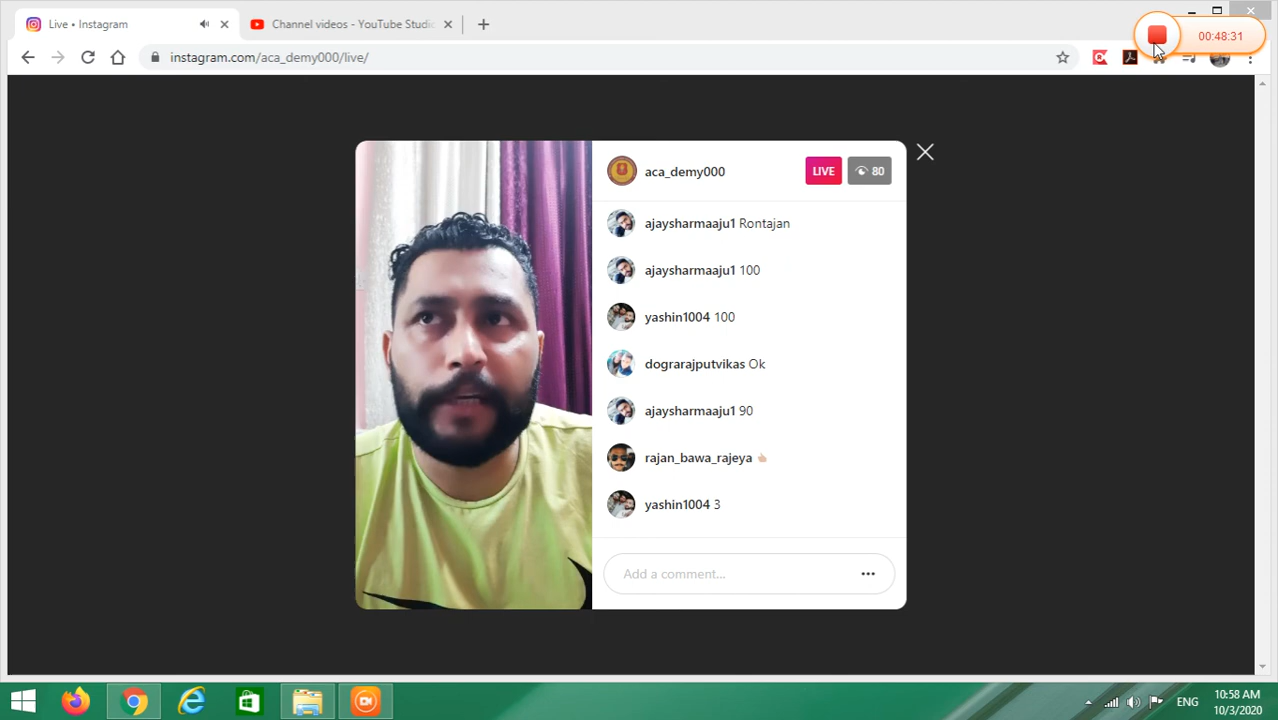 Live • Instagram
Channel videos - YouTube Studi
00:48:31
instagram.com/aca_demy000/live/
aca_demy000
LIVE
80
ajaysharmaaju1 Rontajan
ajaysharmaaju1 100
yashin1004 100
dograrajputvikas Ok
ajaysharmaaju1 90
rajan_bawa_rajeya
yashin1004 3
Add a comment...
ENG
10:58 AM
10/3/2020